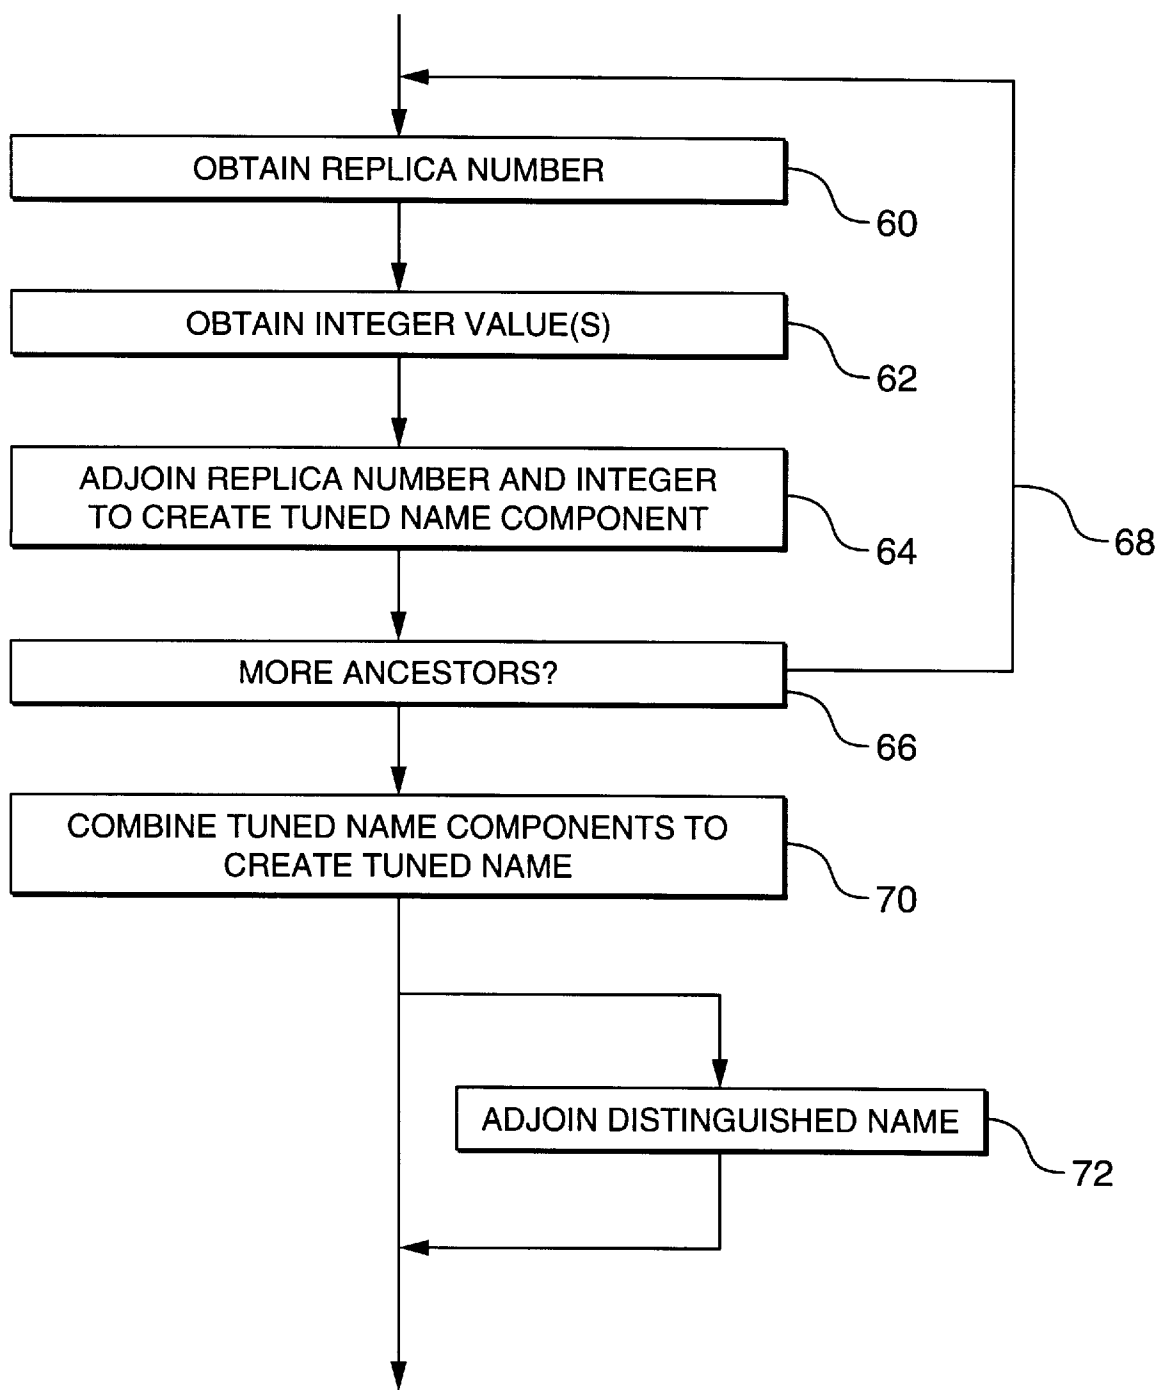 OBTAIN REPLICA NUMBER
60
OBTAIN INTEGER VALUE(S)
62
ADJOIN REPLICA NUMBER AND INTEGER
TO CREATE TUNED NAME COMPONENT
64
68
MORE ANCESTORS?
66
COMBINE TUNED NAME COMPONENTS TO
CREATE TUNED NAME
70
ADJOIN DISTINGUISHED NAME
72